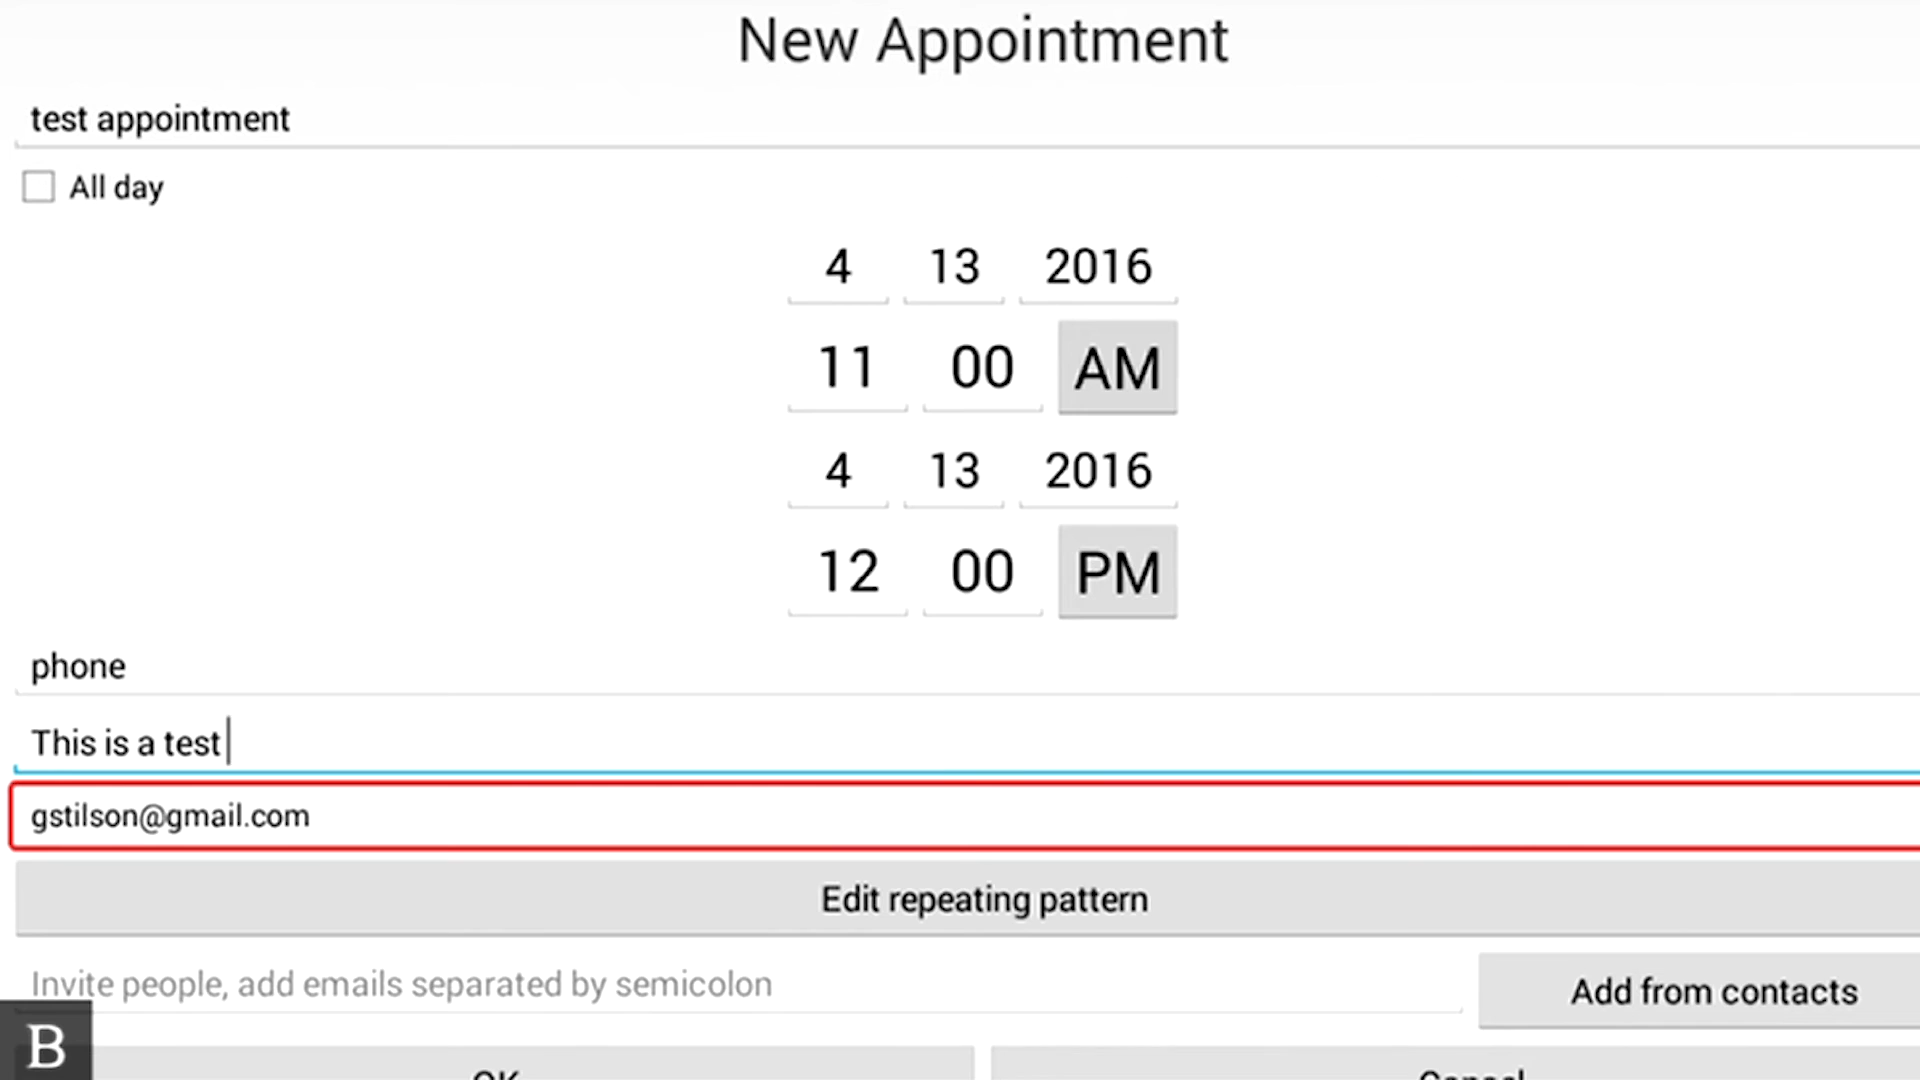 New Appointment
test appointment
All day
4 13 2016
11 00 AM
4 13 2016
12 00 PM
phone
This is a test
gstilson@gmail.com
Edit repeating pattern
Invite people, add emails separated by semicolon
Add from contacts
B
OK Cancel